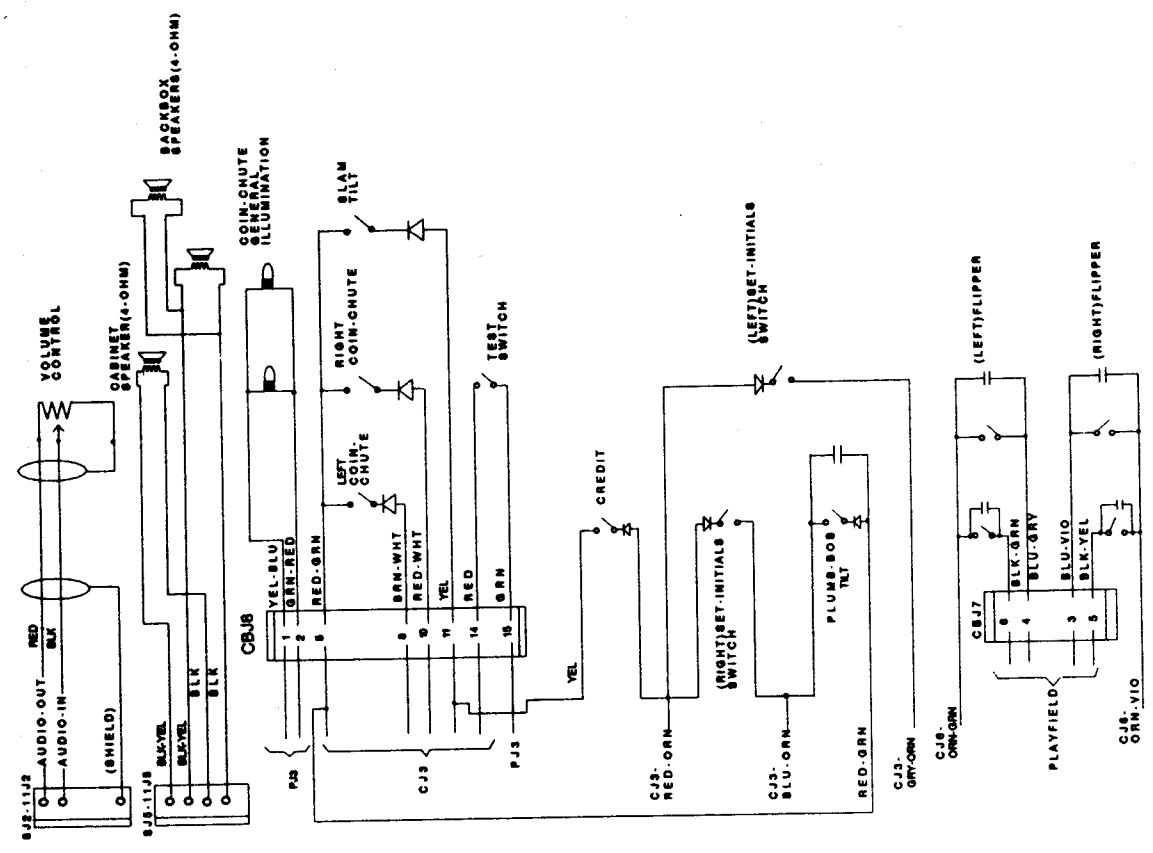 BACKBOX
SPEAKERS(4-OHM)
VOLUME
CONTROL
CABINET
SPEAKER(4-OHM)
COIN-CHUTE
GENERAL
ILLUMINATION
SLAM
TILT
RIGHT
COIN-CHUTE
LEFT
COIN-
CHUTE
TEST
SWITCH
CREDIT
(LEFT)SET-INITIALS
SWITCH
(RIGHT)SET-INITIALS
SWITCH
PLUMB-BOB
TILT
(LEFT)FLIPPER
(RIGHT)FLIPPER
RED
BLK
AUDIO-OUT
AUDIO-IN
(SHIELD)
BJ2-11J2
BLK-YEL
BLK-YEL
BLK
BLK
BJ5-11J5
YEL-BLU
GRN-RED
RED-GRN
BRN-WHT
RED-WHT
YEL
RED
GRN
CBJ8
1
2
5
8
10
11
14
15
PJ3
CJ3
PJ3
YEL
CJ3-
RED-ORN
CJ3-
BLU-ORN
RED-GRN
CJ3-
GRY-ORN
BLK-GRN
BLU-GRY
BLU-VIO
BLK-YEL
CBJ7
6
4
3
5
CJ6-
ORN-GRN
PLAYFIELD
CJ6-
ORN-VIO